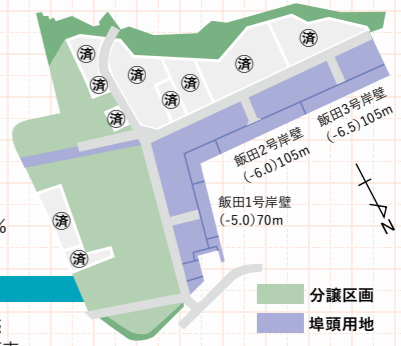 済
済
済
済
済
済
済
済
済
済
飯田3号岸壁
(-6.5)105m
飯田2号岸壁
(-6.0)105m
飯田1号岸壁
(-5.0)70m
N
%
分譲区画
埠頭用地